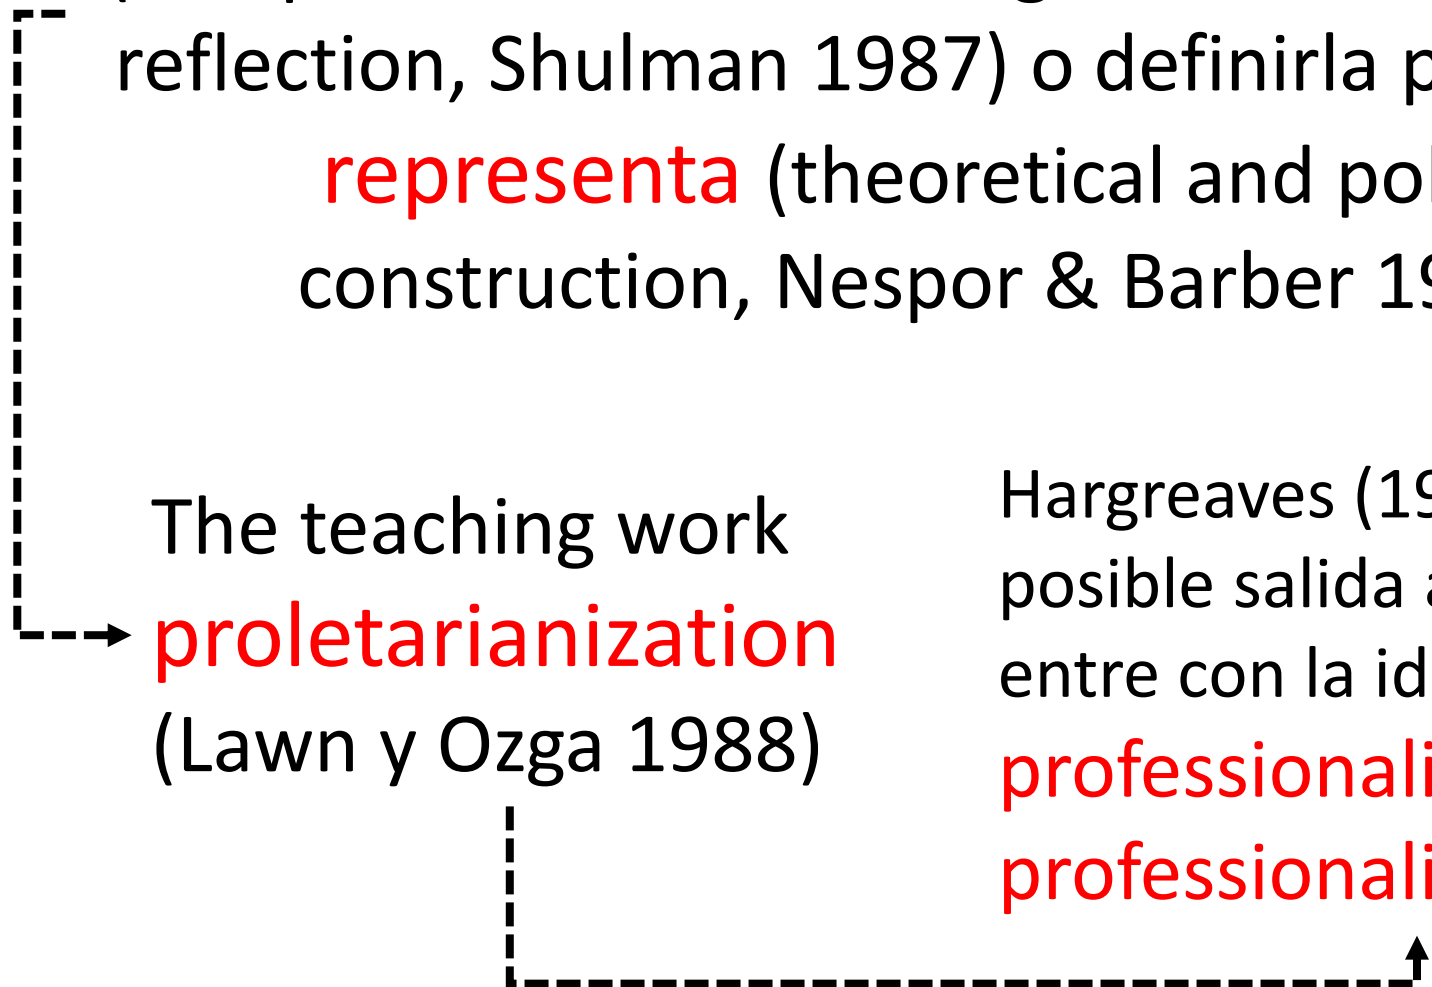 reflection, Shulman 1987) o definirla
representa (theoretical and
construction, Nespor & Barber
The teaching work
proletarianization
(Lawn y Ozga 1988)
Hargreaves
posible salida
entre con la